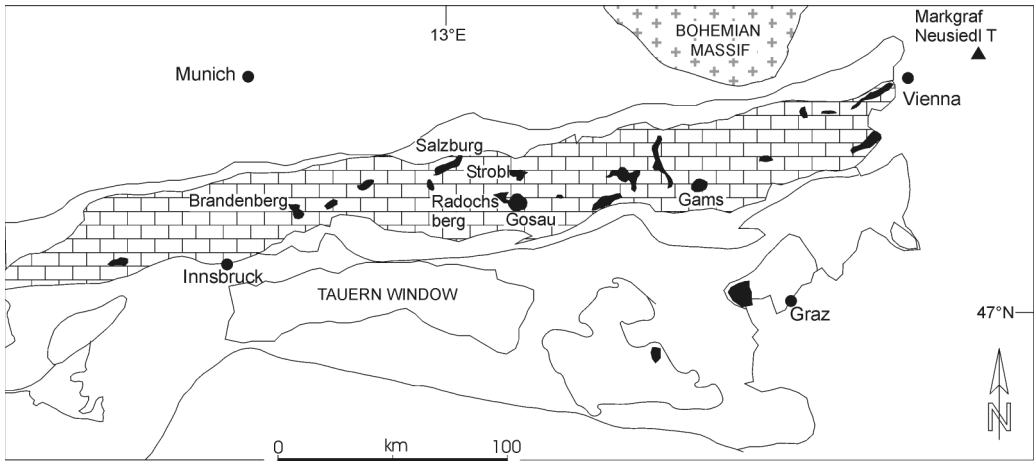 13°E
BOHEMIAN
MASSIF
Markgraf
Neusiedl T
Munich
Vienna
Salzburg
Strobl
Brandenberg
Radochs
berg
Gosau
Gams
Innsbruck
TAUERN WINDOW
Graz
47°N
0
km
100
N